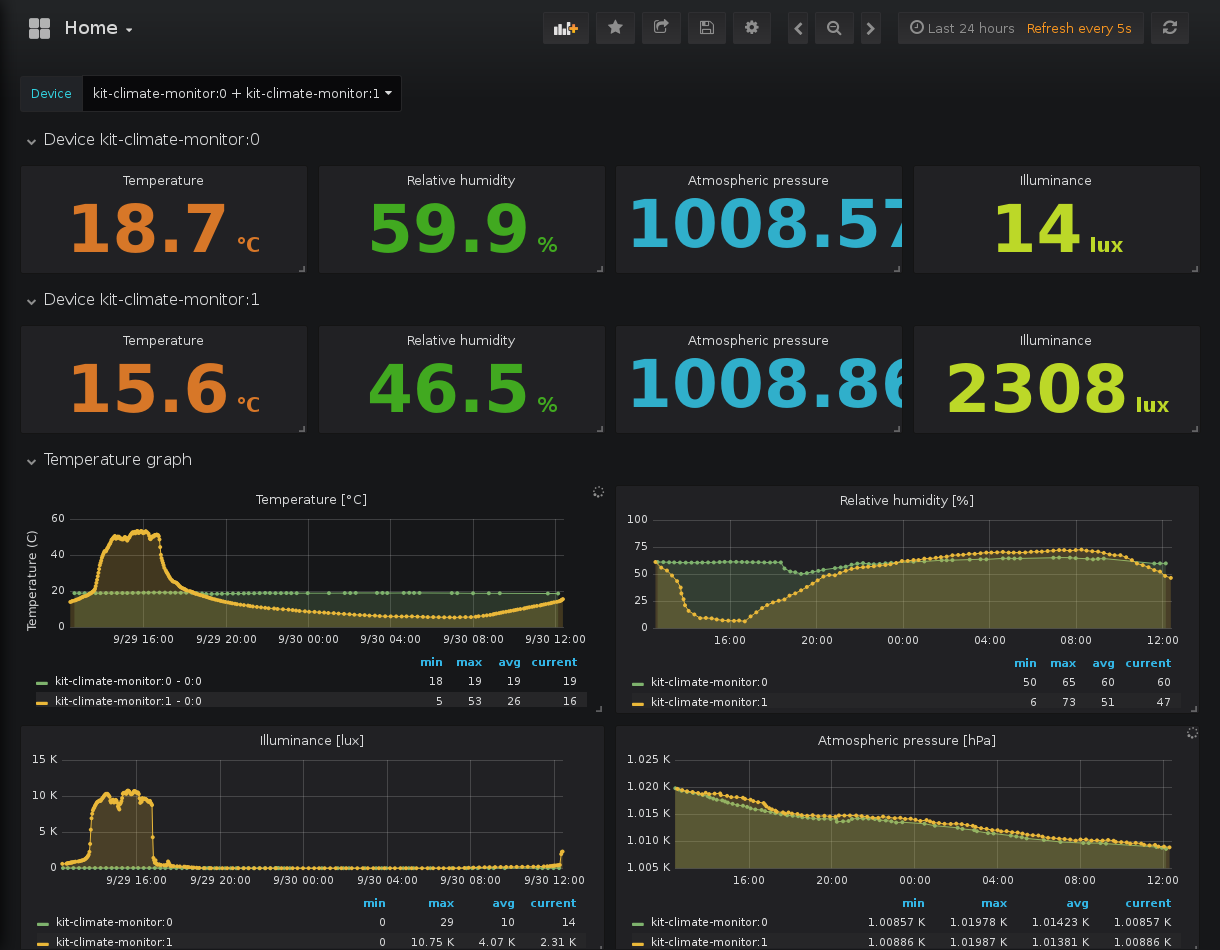 Home
Last 24 hours Refresh every 5s
Device kit-climate-monitor:0 + kit-climate-monitor:1
Device kit-climate-monitor:0
Temperature Relative humidity Atmospheric pressure Illuminance
18.7 °C 59.9 % 1008.57 14 lux
Device kit-climate-monitor:1
Temperature Relative humidity Atmospheric pressure Illuminance
15.6 °C 46.5 % 1008.86 2308 lux
Temperature graph
Temperature [°C]
Temperature (C)
60
40
20
0
9/29 16:00 9/29 20:00 9/30 00:00 9/30 04:00 9/30 08:00 9/30 12:00
min max avg current
kit-climate-monitor:0 - 0:0 18 19 19 19
kit-climate-monitor:1 - 0:0 5 53 26 16
Relative humidity [%]
100
75
50
25
0
16:00 20:00 00:00 04:00 08:00 12:00
min max avg current
kit-climate-monitor:0 50 65 60 60
kit-climate-monitor:1 6 73 51 47
Illuminance [lux]
15 K
10 K
5 K
0
9/29 16:00 9/29 20:00 9/30 00:00 9/30 04:00 9/30 08:00 9/30 12:00
min max avg current
kit-climate-monitor:0 0 29 10 14
kit-climate-monitor:1 0 10.75 K 4.07 K 2.31 K
Atmospheric pressure [hPa]
1.025 K
1.020 K
1.015 K
1.010 K
1.005 K
16:00 20:00 00:00 04:00 08:00 12:00
min max avg current
kit-climate-monitor:0 1.00857 K 1.01978 K 1.01423 K 1.00857 K
kit-climate-monitor:1 1.00886 K 1.01987 K 1.01381 K 1.00886 K